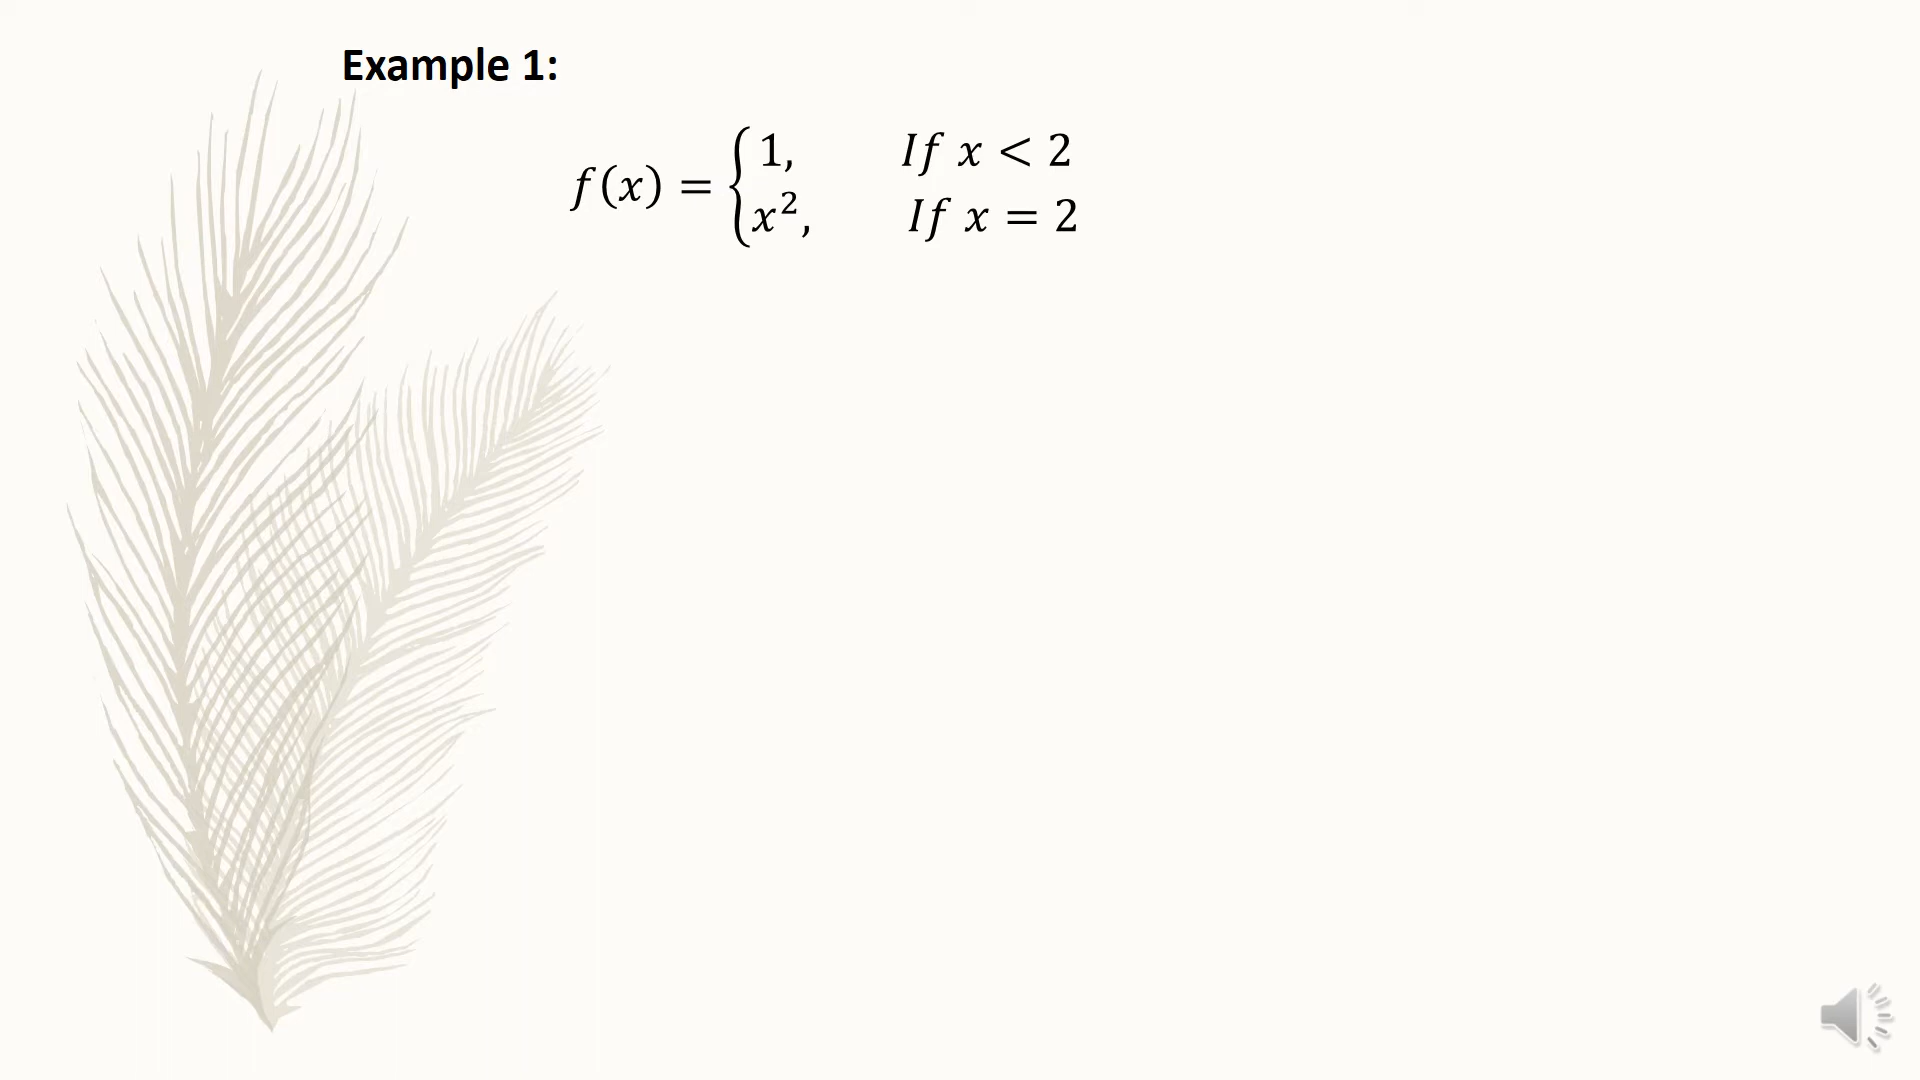 Example 1:
f(x) = { 1,  If x < 2
x², If x = 2